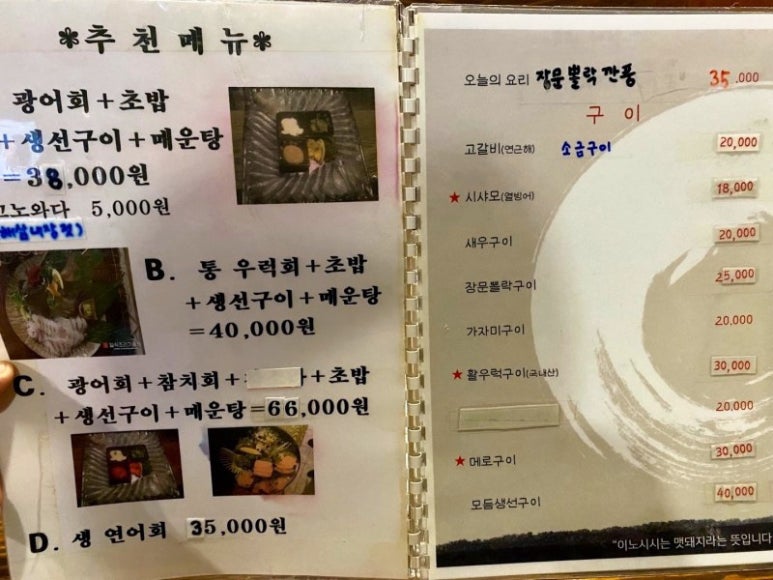 *추천메뉴*
광어회+초밥
+생선구이+매운탕
=38,000원
고노와다 5,000원
해삼내장젓)
B. 통 우럭회+초밥
+생선구이+매운탕
=40,000원
C. 광어회+참치회+ +초밥
+생선구이+매운탕=66,000원
D. 생 연어회 35,000원
오늘의 요리 장문뽈락 깐풍 35.000
구 이
고갈비(연근해) 소금구이 20,000
★시샤모(열빙어) 18,000
새우구이 20,000
장문뽈락구이 25,000
가자미구이 20,000
★활우럭구이(국내산) 30,000
20,000
★메로구이 30,000
모듬생선구이 40,000
"이노시시는 맷돼지라는 뜻입니다